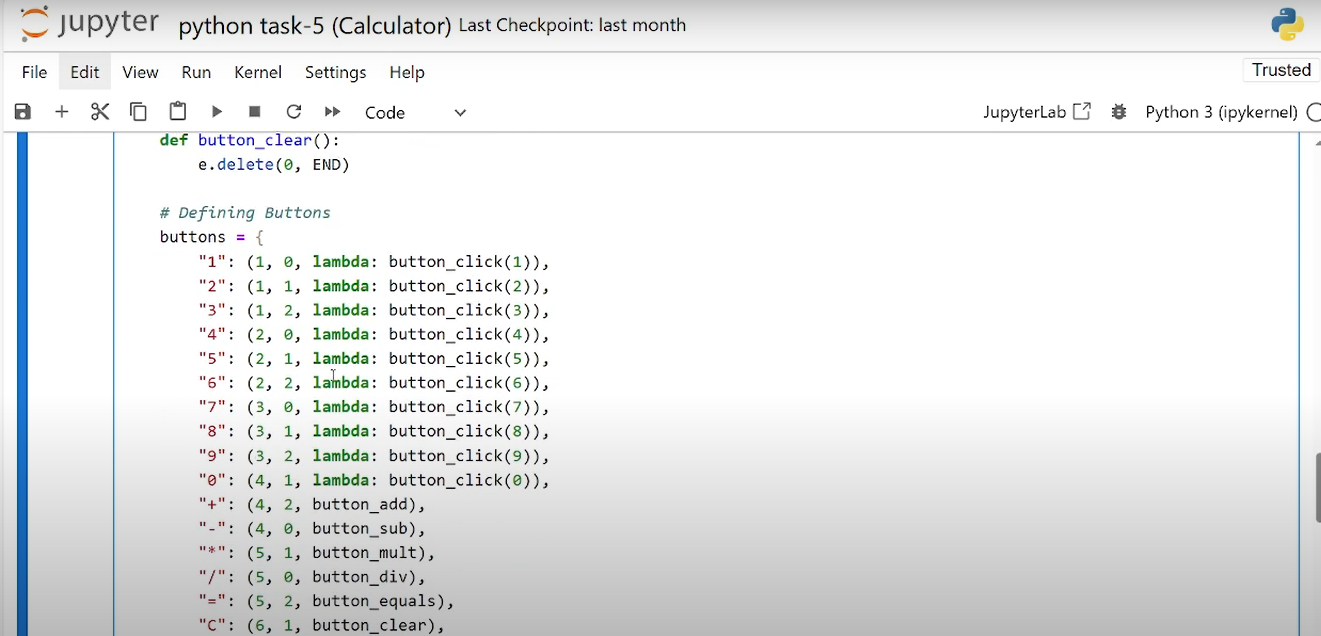 jupyter python task-5 (Calculator) Last Checkpoint: last month
File Edit View Run Kernel Settings Help Trusted
Code JupyterLab Python 3 (ipykernel)
def button_clear():
    e.delete(0, END)
# Defining Buttons
buttons = {
    "1": (1, 0, lambda: button_click(1)),
    "2": (1, 1, lambda: button_click(2)),
    "3": (1, 2, lambda: button_click(3)),
    "4": (2, 0, lambda: button_click(4)),
    "5": (2, 1, lambda: button_click(5)),
    "6": (2, 2, lambda: button_click(6)),
    "7": (3, 0, lambda: button_click(7)),
    "8": (3, 1, lambda: button_click(8)),
    "9": (3, 2, lambda: button_click(9)),
    "0": (4, 1, lambda: button_click(0)),
    "+": (4, 2, button_add),
    "-": (4, 0, button_sub),
    "*": (5, 1, button_mult),
    "/": (5, 0, button_div),
    "=": (5, 2, button_equals),
    "C": (6, 1, button_clear),